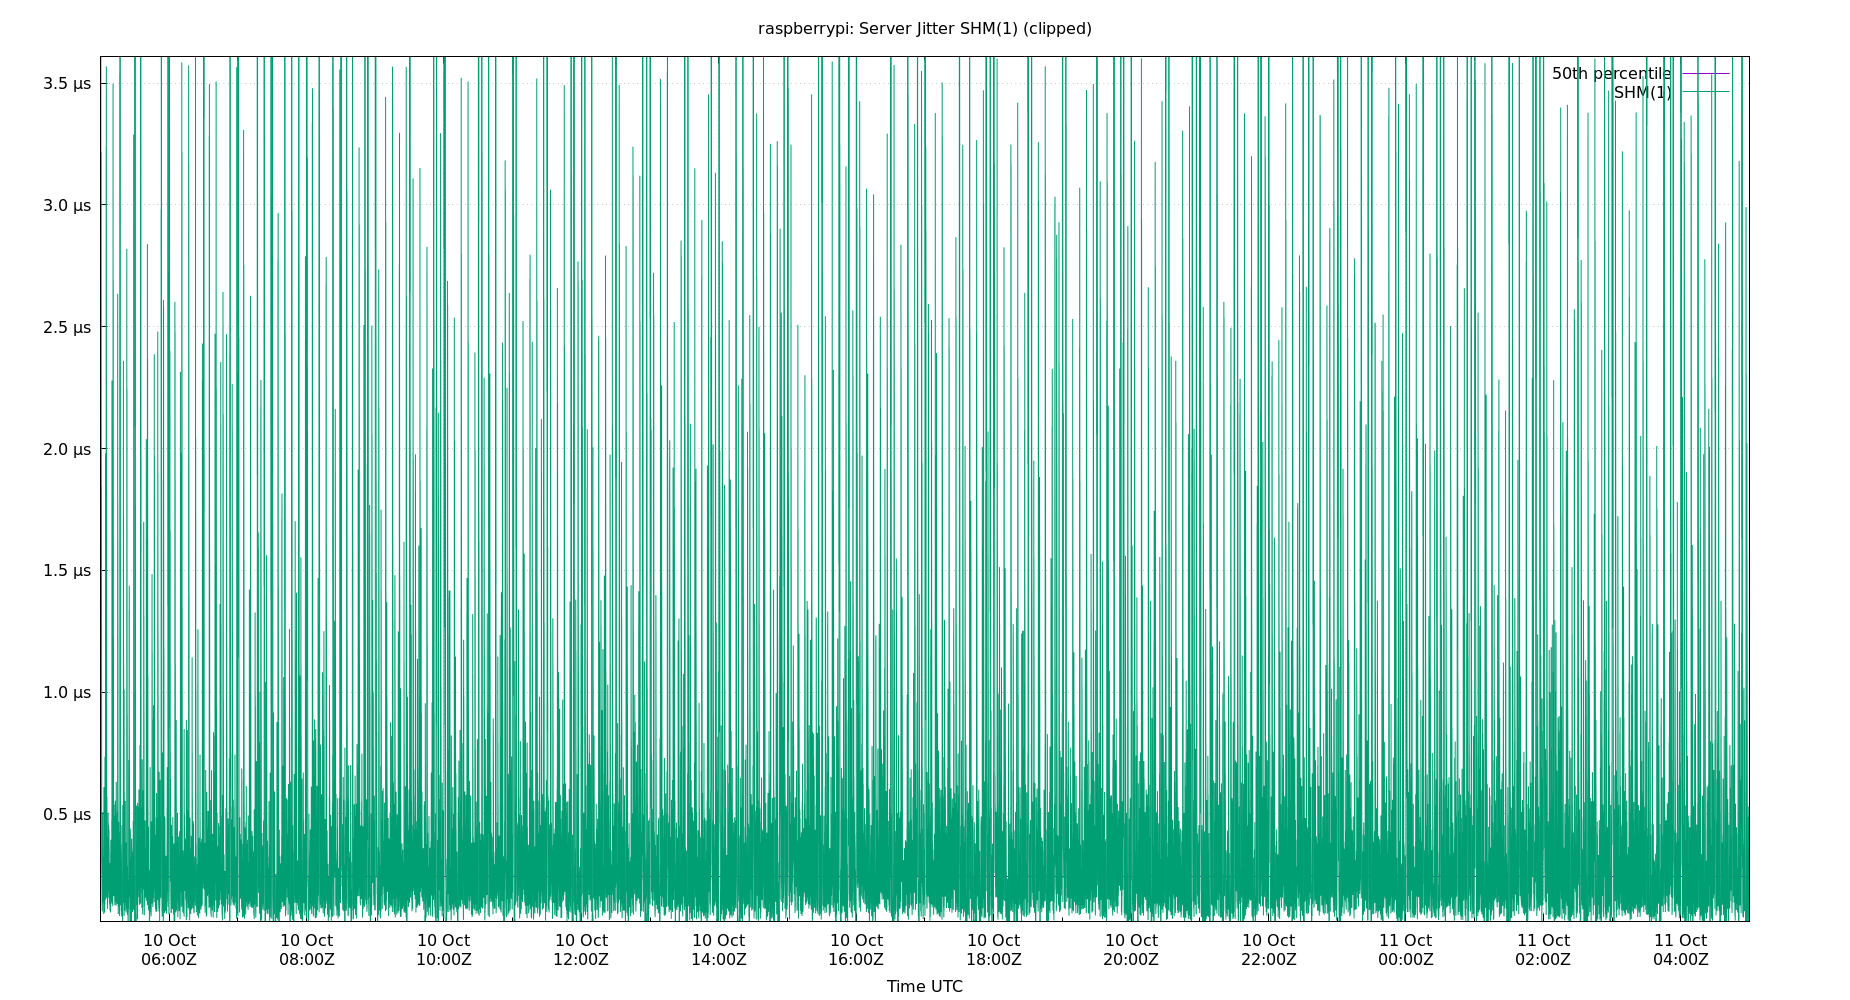 raspberrypi: Server Jitter SHM(1) (clipped)
50th percentile
SHM(1)
3.5 µs
3.0 µs
2.5 µs
2.0 µs
1.5 µs
1.0 µs
0.5 µs
10 Oct 10 Oct 10 Oct 10 Oct 10 Oct 10 Oct 10 Oct 10 Oct 10 Oct 11 Oct 11 Oct 11 Oct
06:00Z 08:00Z 10:00Z 12:00Z 14:00Z 16:00Z 18:00Z 20:00Z 22:00Z 00:00Z 02:00Z 04:00Z
Time UTC